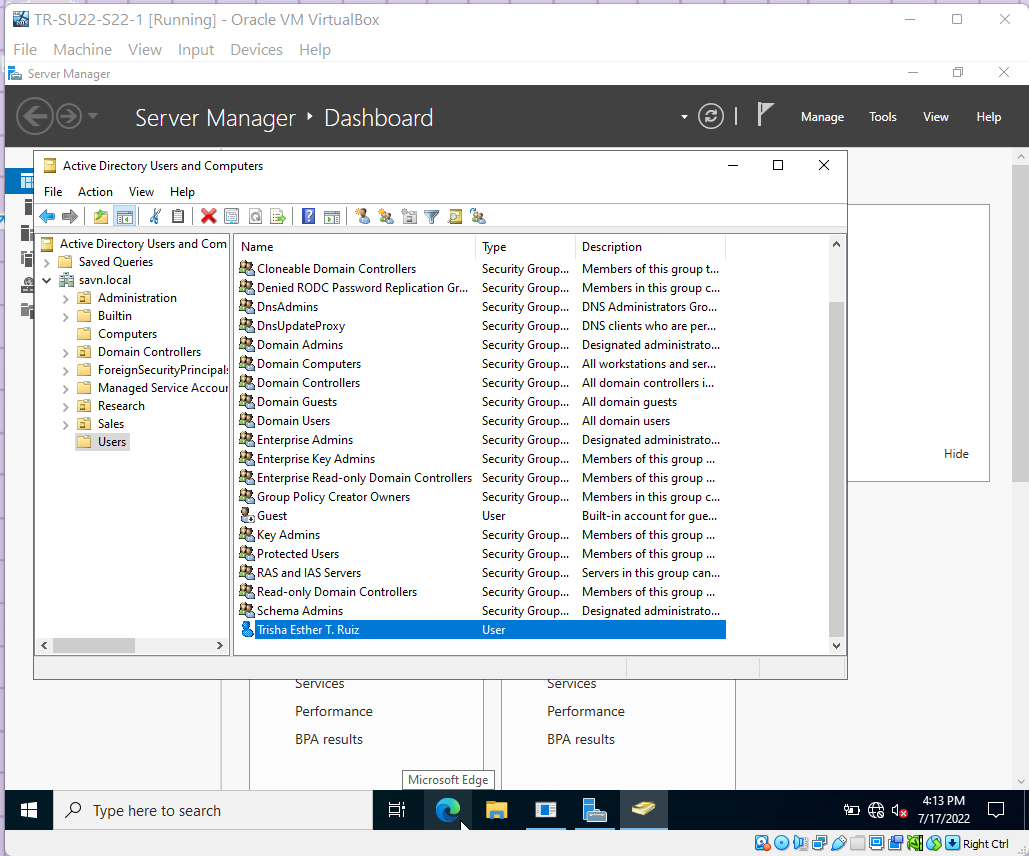 TR-SU22-S22-1 [Running] - Oracle VM VirtualBox
File Machine View Input Devices Help
Server Manager
Server Manager Dashboard Manage Tools View Help
Active Directory Users and Computers
File Action View Help
Active Directory Users and Com
Saved Queries
savn.local
Administration
Builtin
Computers
Domain Controllers
ForeignSecurityPrincipals
Managed Service Accour
Research
Sales
Users
Name Type Description
Cloneable Domain Controllers Security Group... Members of this group t...
Denied RODC Password Replication Gr... Security Group... Members in this group c...
DnsAdmins Security Group... DNS Administrators Gro...
DnsUpdateProxy Security Group... DNS clients who are per...
Domain Admins Security Group... Designated administrato...
Domain Computers Security Group... All workstations and ser...
Domain Controllers Security Group... All domain controllers i...
Domain Guests Security Group... All domain guests
Domain Users Security Group... All domain users
Enterprise Admins Security Group... Designated administrato...
Enterprise Key Admins Security Group... Members of this group ...
Enterprise Read-only Domain Controllers Security Group... Members of this group ...
Group Policy Creator Owners Security Group... Members in this group c...
Guest User Built-in account for gue...
Key Admins Security Group... Members of this group ...
Protected Users Security Group... Members of this group ...
RAS and IAS Servers Security Group... Servers in this group can...
Read-only Domain Controllers Security Group... Members of this group ...
Schema Admins Security Group... Designated administrato...
Trisha Esther T. Ruiz User
Hide
Services Services
Performance Performance
BPA results BPA results
Microsoft Edge
Type here to search
4:13 PM
7/17/2022
Right Ctrl